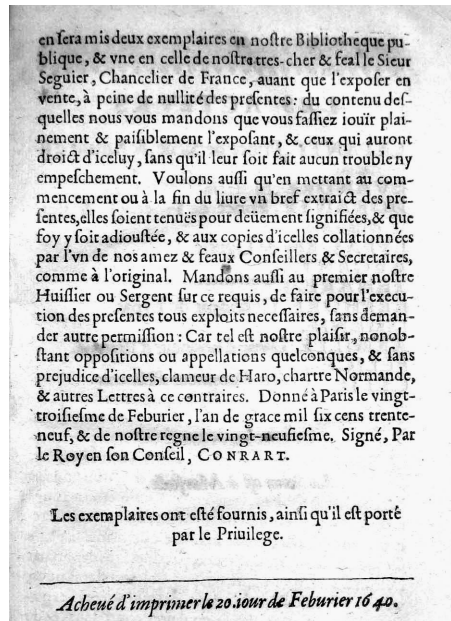 en ſera mis deux exemplaires en noſtre Bibliotheque pu-
blique, & vne en celle de noſtre tres-cher & feal le Sieur
Seguier, Chancelier de France, auant que l'expoſer en
vente, à peine de nullité des preſentes: du contenu deſ-
quelles nous vous mandons que vous faſſiez iouïr plai-
nement & paiſiblement l'expoſant, & ceux qui auront
droict d'iceluy, ſans qu'il leur ſoit fait aucun trouble ny
empeſchement. Voulons auſſi qu'en mettant au com-
mencement ou à la fin du liure vn bref extraict des pre-
ſentes, elles ſoient tenuës pour deüement ſignifiées, & que
foy y ſoit adiouſtée, & aux copies d'icelles collationnées
par l'vn de nos amez & feaux Conſeillers & Secretaires,
comme à l'original. Mandons auſſi au premier noſtre
Huiſſier ou Sergent ſur ce requis, de faire pour l'execu-
tion des preſentes tous exploits neceſſaires, ſans deman-
der autre permiſſion: Car tel eſt noſtre plaiſir, nonob-
ſtant oppoſitions ou appellations quelconques, & ſans
prejudice d'icelles, clameur de Haro, chartre Normande,
& autres Lettres à ce contraires. Donné à Paris le vingt-
troiſieſme de Feburier, l'an de grace mil ſix cens trente-
neuf, & de noſtre regne le vingt-neufieſme. Signé, Par
le Roy en ſon Conſeil, CONRART.
Les exemplaires ont eſté fournis, ainſi qu'il eſt porté
par le Priuilege.
Acheué d'imprimer le 20. iour de Feburier 1640.